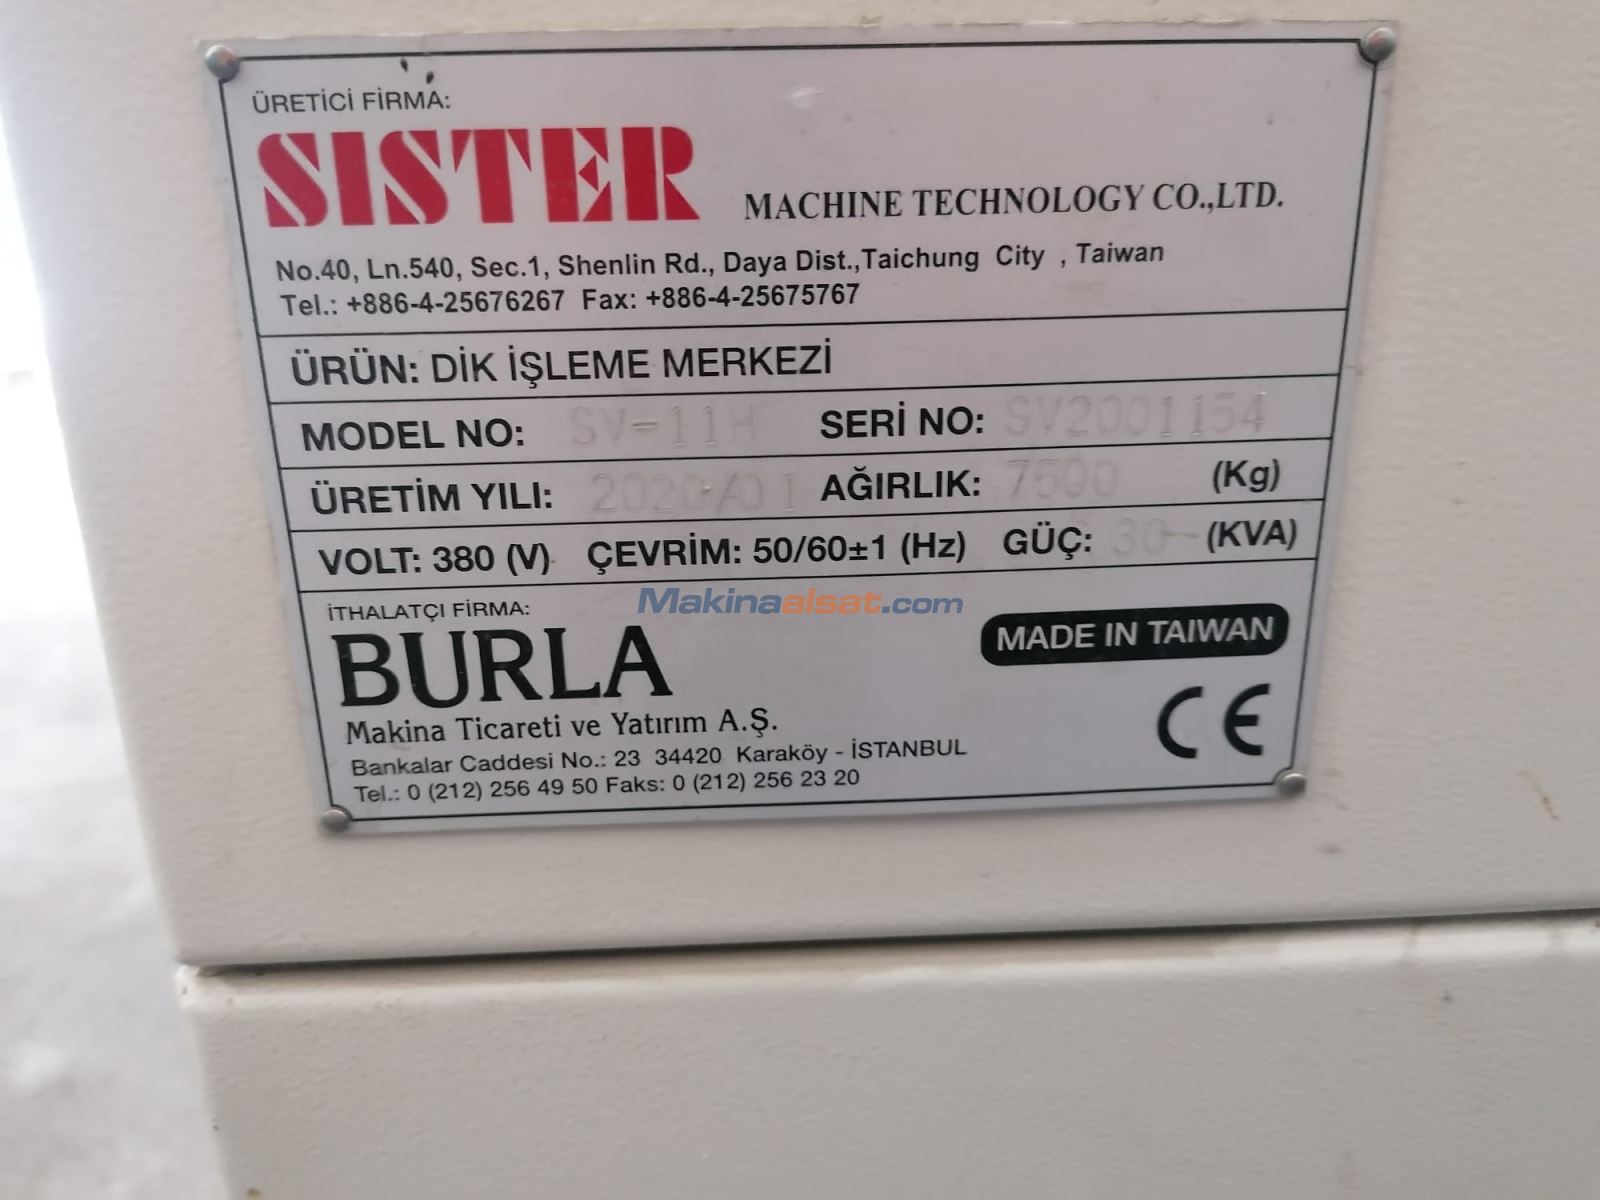 ÜRETİCİ FİRMA:
SISTER MACHINE TECHNOLOGY CO.,LTD.
No.40, Ln.540, Sec.1, Shenlin Rd., Daya Dist.,Taichung City , Taiwan
Tel.: +886-4-25676267 Fax: +886-4-25675767
ÜRÜN: DİK İŞLEME MERKEZİ
MODEL NO: SV-11H SERİ NO: SV2001154
ÜRETİM YILI: 2020/01 AĞIRLIK: 7500 (Kg)
VOLT: 380 (V) ÇEVRİM: 50/60±1 (Hz) GÜÇ: 30 (KVA)
İTHALATÇI FİRMA:
Makinaalsat.com
BURLA
MADE IN TAIWAN
Makina Ticareti ve Yatırım A.Ş.
CE
Bankalar Caddesi No.: 23 34420 Karaköy - İSTANBUL
Tel.: 0 (212) 256 49 50 Faks: 0 (212) 256 23 20